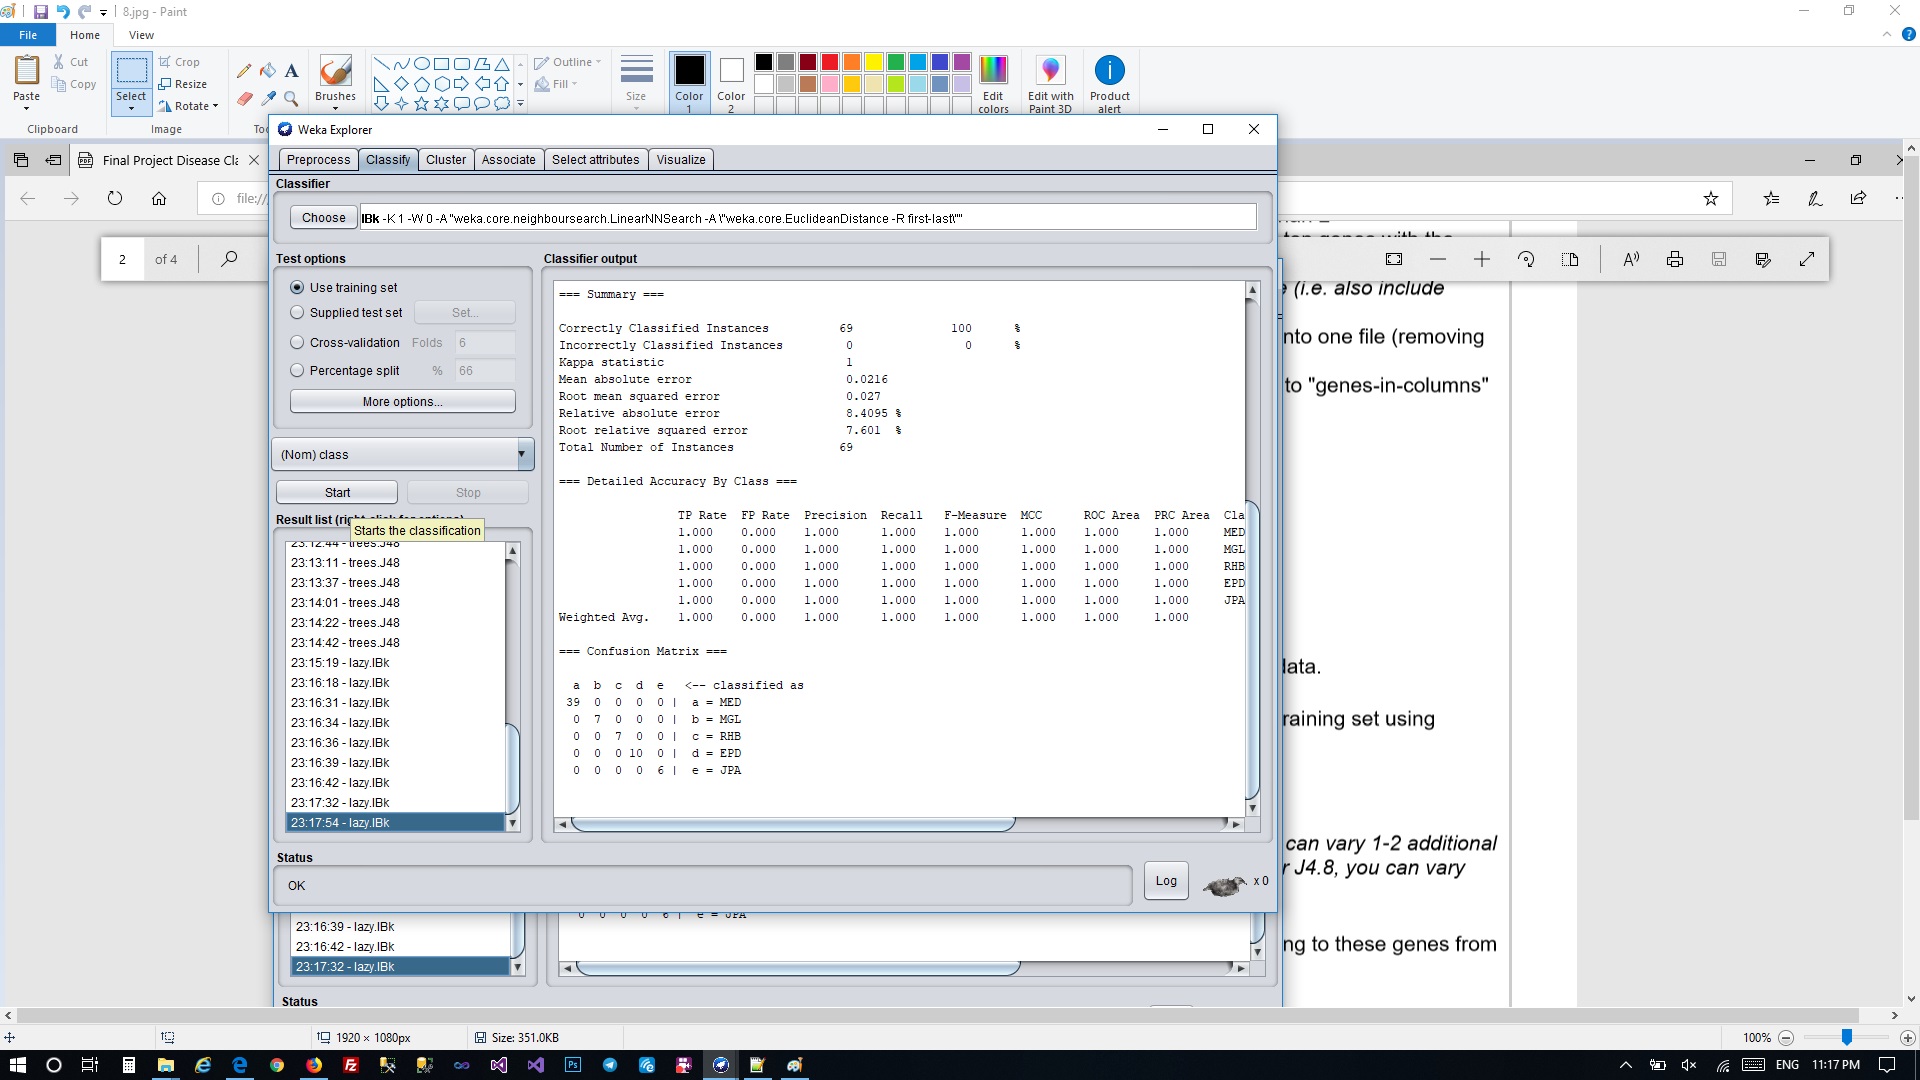 8.jpg - Paint
File Home View
Paste
Cut
Copy
Clipboard
Select
Crop
Resize
Rotate
Image
Brushes
Outline
Fill
Size
Color
1
Color
2
Edit
colors
Edit with
Paint 3D
Product
alert
Weka Explorer
Final Project Disease Cla
file://
2 of 4
Preprocess Classify Cluster Associate Select attributes Visualize
Classifier
Choose IBk -K 1 -W 0 -A "weka.core.neighboursearch.LinearNNSearch -A \"weka.core.EuclideanDistance -R first-last\""
Test options
Use training set
Supplied test set Set...
Cross-validation Folds 6
Percentage split % 66
More options...
(Nom) class
Start Stop
Result list (right-click for options)
Starts the classification
23:12:44 - trees.J48
23:13:11 - trees.J48
23:13:37 - trees.J48
23:14:01 - trees.J48
23:14:22 - trees.J48
23:14:42 - trees.J48
23:15:19 - lazy.IBk
23:16:18 - lazy.IBk
23:16:31 - lazy.IBk
23:16:34 - lazy.IBk
23:16:36 - lazy.IBk
23:16:39 - lazy.IBk
23:16:42 - lazy.IBk
23:17:32 - lazy.IBk
23:17:54 - lazy.IBk
Classifier output
=== Summary ===
Correctly Classified Instances 69 100 %
Incorrectly Classified Instances 0 0 %
Kappa statistic 1
Mean absolute error 0.0216
Root mean squared error 0.027
Relative absolute error 8.4095 %
Root relative squared error 7.601 %
Total Number of Instances 69
=== Detailed Accuracy By Class ===
TP Rate FP Rate Precision Recall F-Measure MCC ROC Area PRC Area Cla
1.000 0.000 1.000 1.000 1.000 1.000 1.000 1.000 MED
1.000 0.000 1.000 1.000 1.000 1.000 1.000 1.000 MGL
1.000 0.000 1.000 1.000 1.000 1.000 1.000 1.000 RHB
1.000 0.000 1.000 1.000 1.000 1.000 1.000 1.000 EPD
1.000 0.000 1.000 1.000 1.000 1.000 1.000 1.000 JPA
Weighted Avg. 1.000 0.000 1.000 1.000 1.000 1.000 1.000 1.000
=== Confusion Matrix ===
a b c d e <-- classified as
39 0 0 0 0 | a = MED
0 7 0 0 0 | b = MGL
0 0 7 0 0 | c = RHB
0 0 0 10 0 | d = EPD
0 0 0 0 6 | e = JPA
Status
OK
Log
x 0
(i.e. also include
nto one file (removing
to "genes-in-columns"
data.
raining set using
can vary 1-2 additional
r J4.8, you can vary
ng to these genes from
0 0 0 0 6 | e = JPA
23:16:39 - lazy.IBk
23:16:42 - lazy.IBk
23:17:32 - lazy.IBk
Status
1920 × 1080px
Size: 351.0KB
100%
ENG 11:17 PM